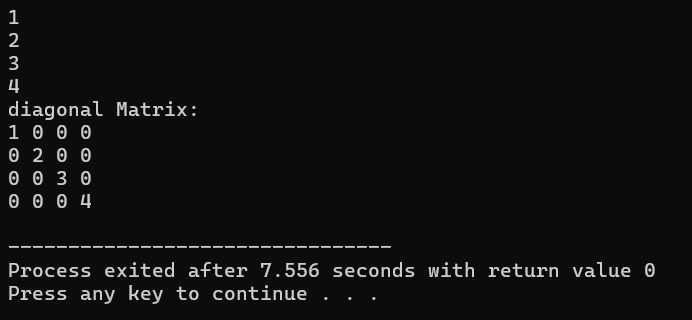 1
2
3
4
diagonal Matrix:
1 0 0 0
0 2 0 0
0 0 3 0
0 0 0 4
--------------------------------
Process exited after 7.556 seconds with return value 0
Press any key to continue . . .